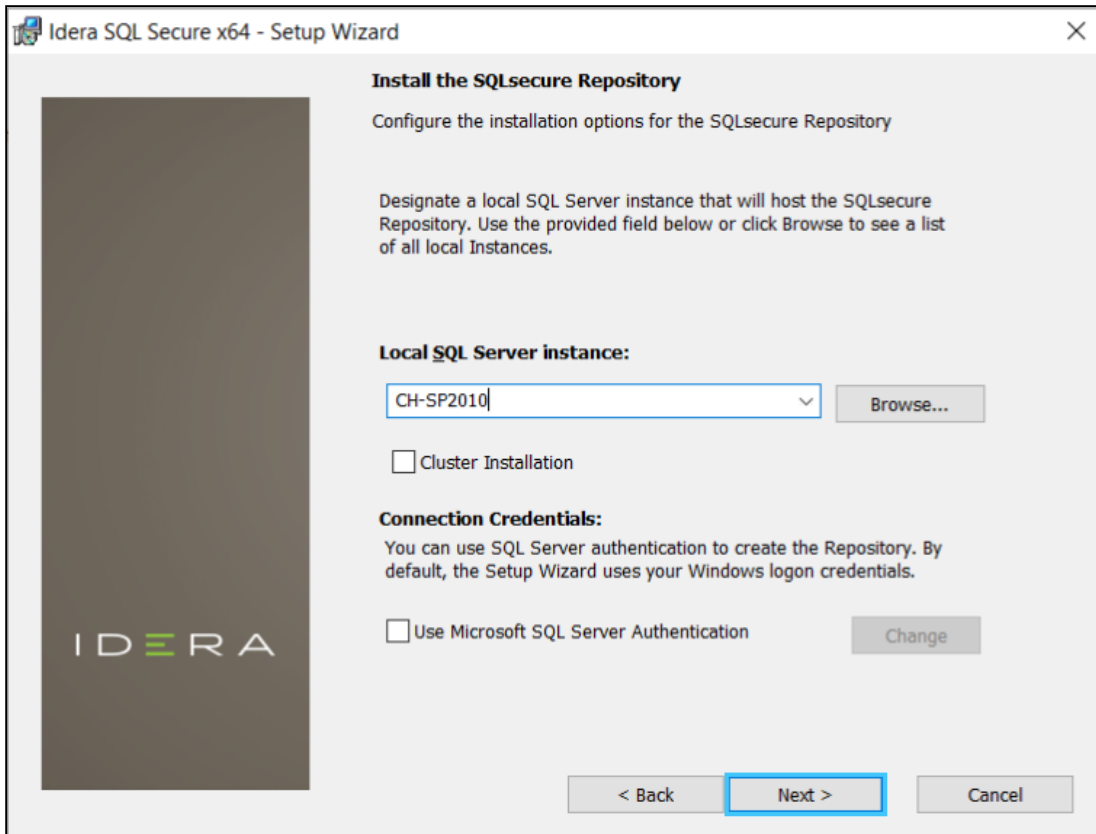 Idera SQL Secure x64 - Setup Wizard
Install the SQLsecure Repository
Configure the installation options for the SQLsecure Repository
Designate a local SQL Server instance that will host the SQLsecure
Repository. Use the provided field below or click Browse to see a list
of all local Instances.
Local SQL Server instance:
CH-SP2010
Browse...
Cluster Installation
Connection Credentials:
You can use SQL Server authentication to create the Repository. By
default, the Setup Wizard uses your Windows logon credentials.
Use Microsoft SQL Server Authentication
Change
IDERA
< Back
Next >
Cancel